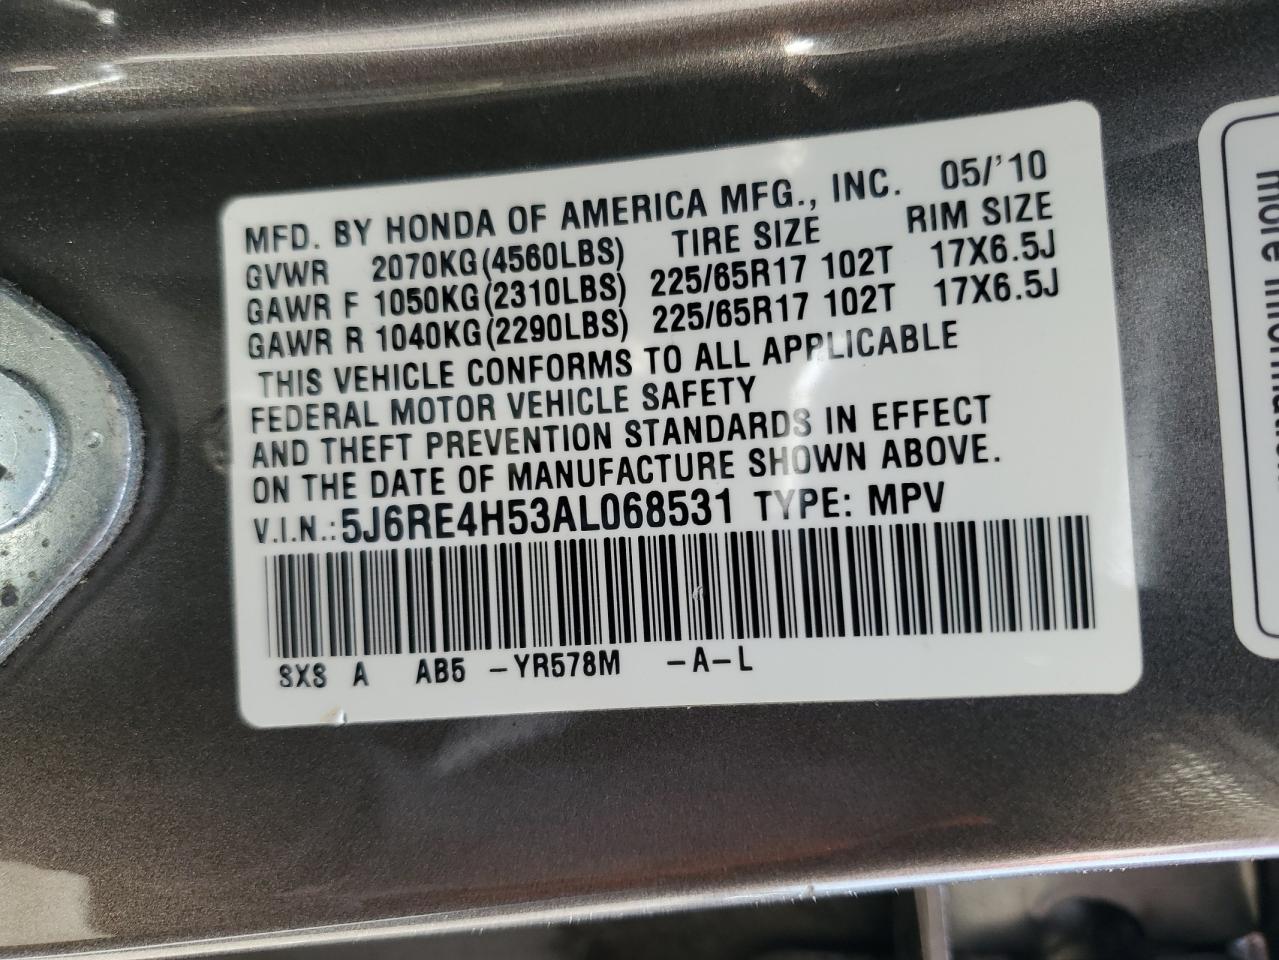 MFD. BY HONDA OF AMERICA MFG., INC. 05/'10
GVWR 2070KG(4560LBS) TIRE SIZE RIM SIZE
GAWR F 1050KG(2310LBS) 225/65R17 102T 17X6.5J
GAWR R 1040KG(2290LBS) 225/65R17 102T 17X6.5J
THIS VEHICLE CONFORMS TO ALL APPLICABLE
FEDERAL MOTOR VEHICLE SAFETY
AND THEFT PREVENTION STANDARDS IN EFFECT
ON THE DATE OF MANUFACTURE SHOWN ABOVE.
V.I.N.: 5J6RE4H53AL068531 TYPE: MPV
SXS A AB5 -YR578M -A-L
more